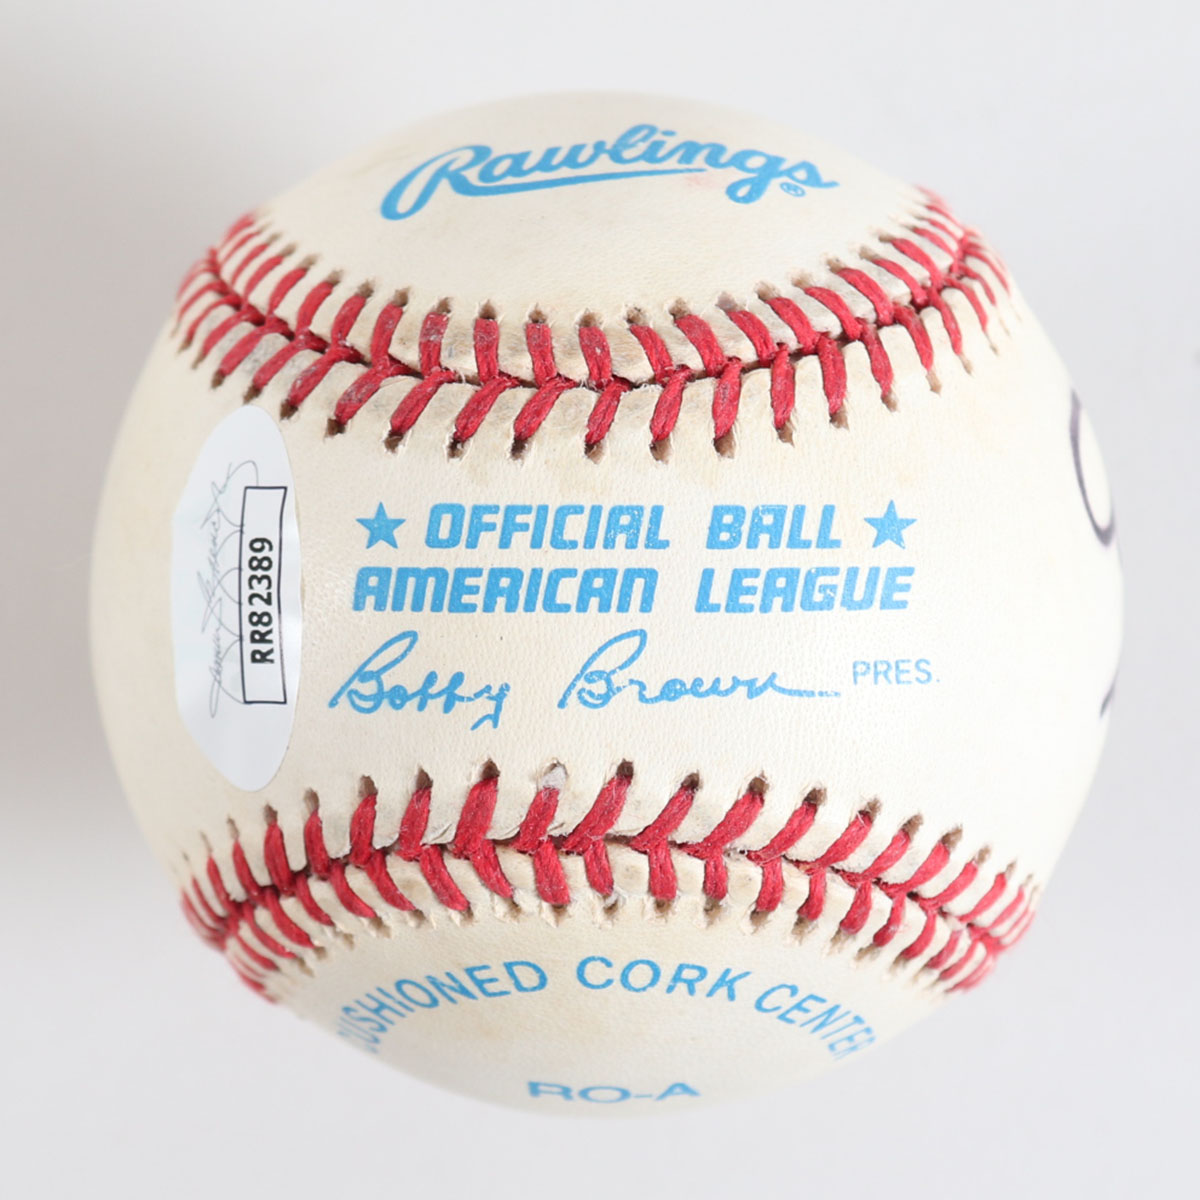 Rawlings®
★ OFFICIAL BALL ★
AMERICAN LEAGUE
Bobby Brown PRES.
RR82389
CUSHIONED CORK CENTER
RO-A